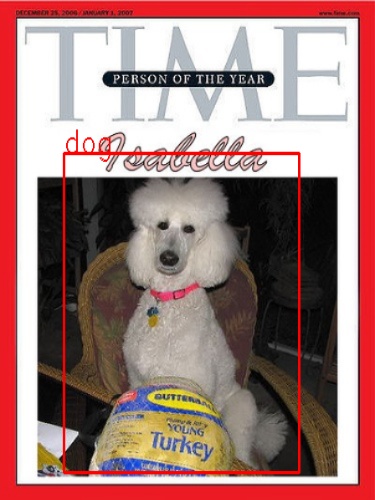 DECEMBER 25, 2006 / JANUARY 1, 2007
www.time.com
TIME
PERSON OF THE YEAR
dog
Isabella
BUTTERBALL
YOUNG
Turkey